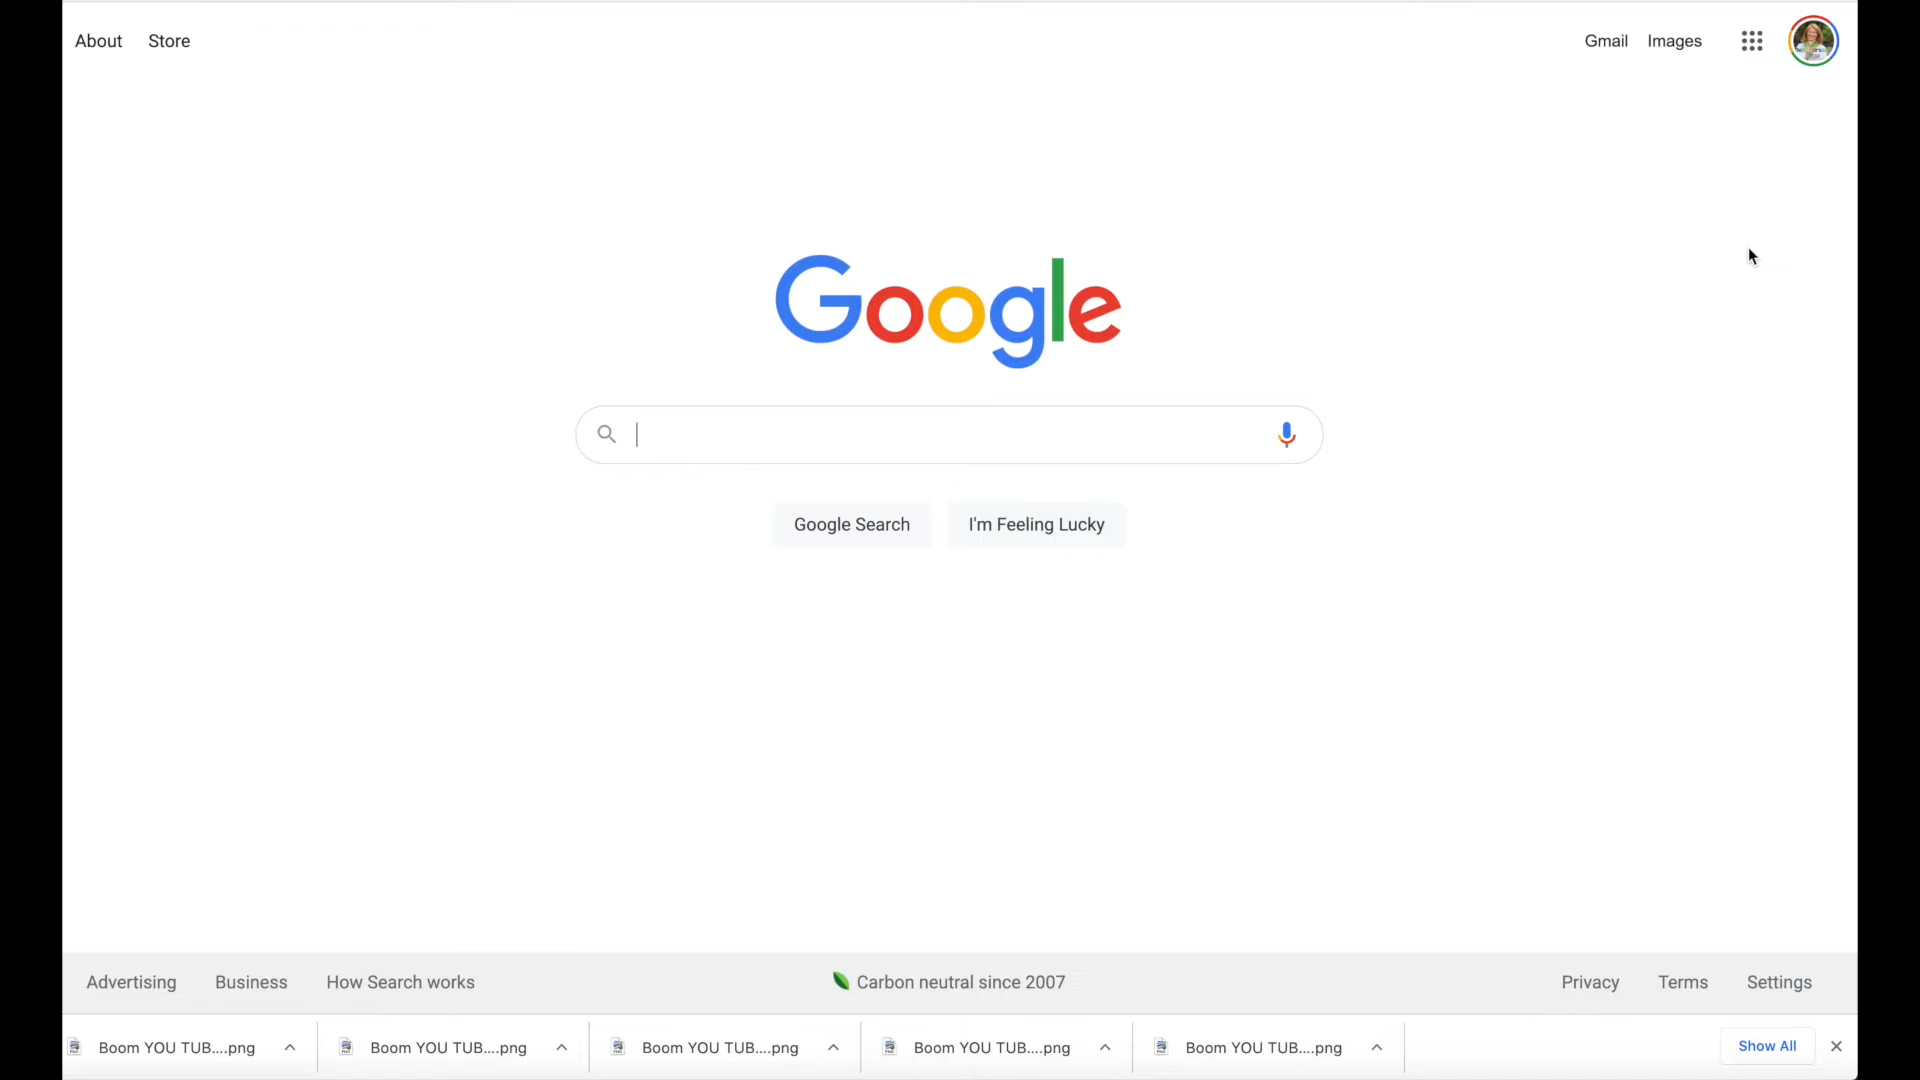 About Store Gmail Images
Google
Google Search I'm Feeling Lucky
Advertising Business How Search works Carbon neutral since 2007 Privacy Terms Settings
Boom YOU TUB....png Boom YOU TUB....png Boom YOU TUB....png Boom YOU TUB....png Boom YOU TUB....png Show All